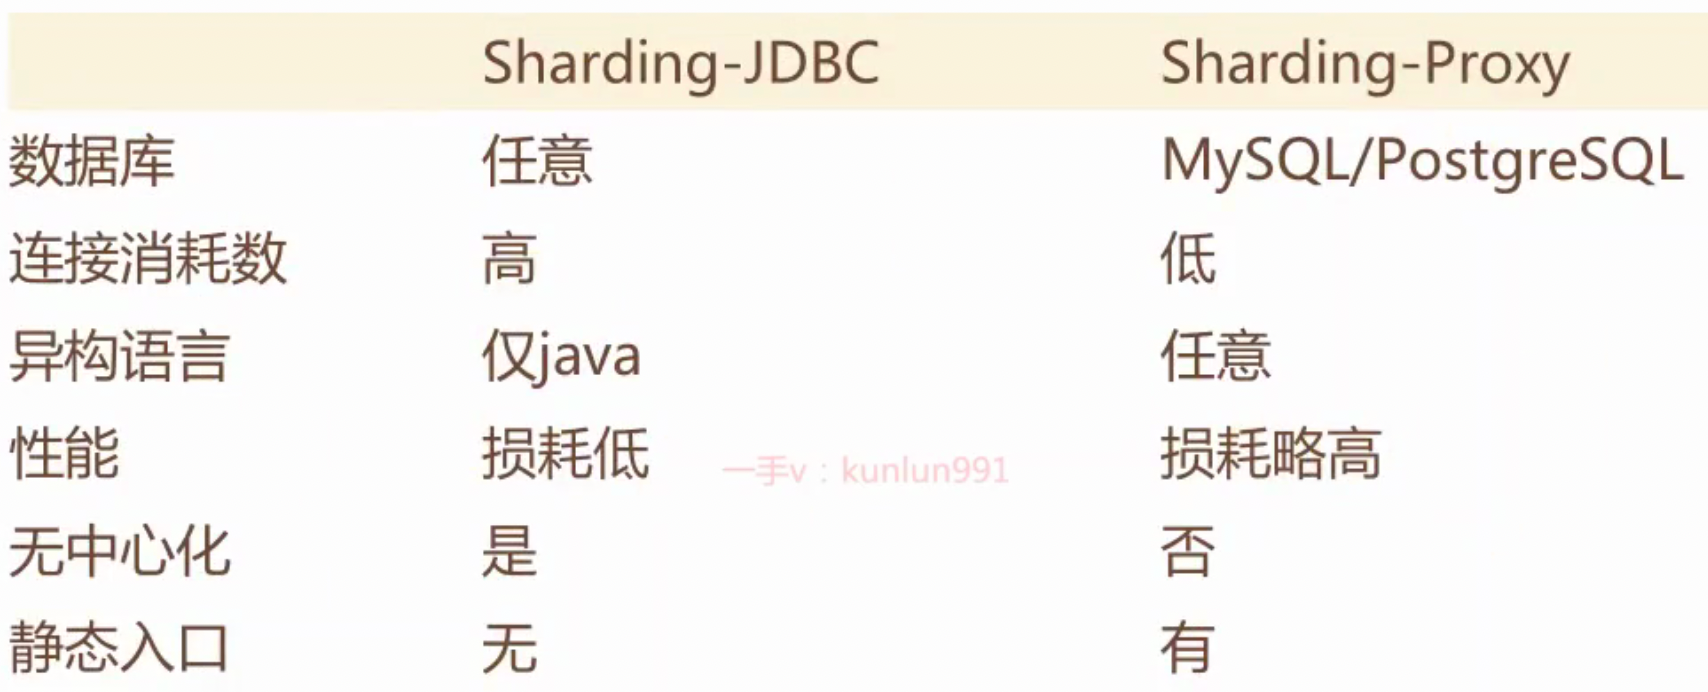 Sharding-JDBC Sharding-Proxy
数据库 任意 MySQL/PostgreSQL
连接消耗数 高 低
异构语言 仅java 任意
性能 损耗低 损耗略高
一手v：kunlun991
无中心化 是 否
静态入口 无 有